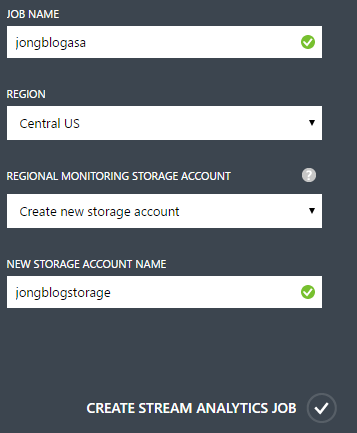 JOB NAME
jongblogasa
REGION
Central US
REGIONAL MONITORING STORAGE ACCOUNT ?
Create new storage account
NEW STORAGE ACCOUNT NAME
jongblogstorage
CREATE STREAM ANALYTICS JOB